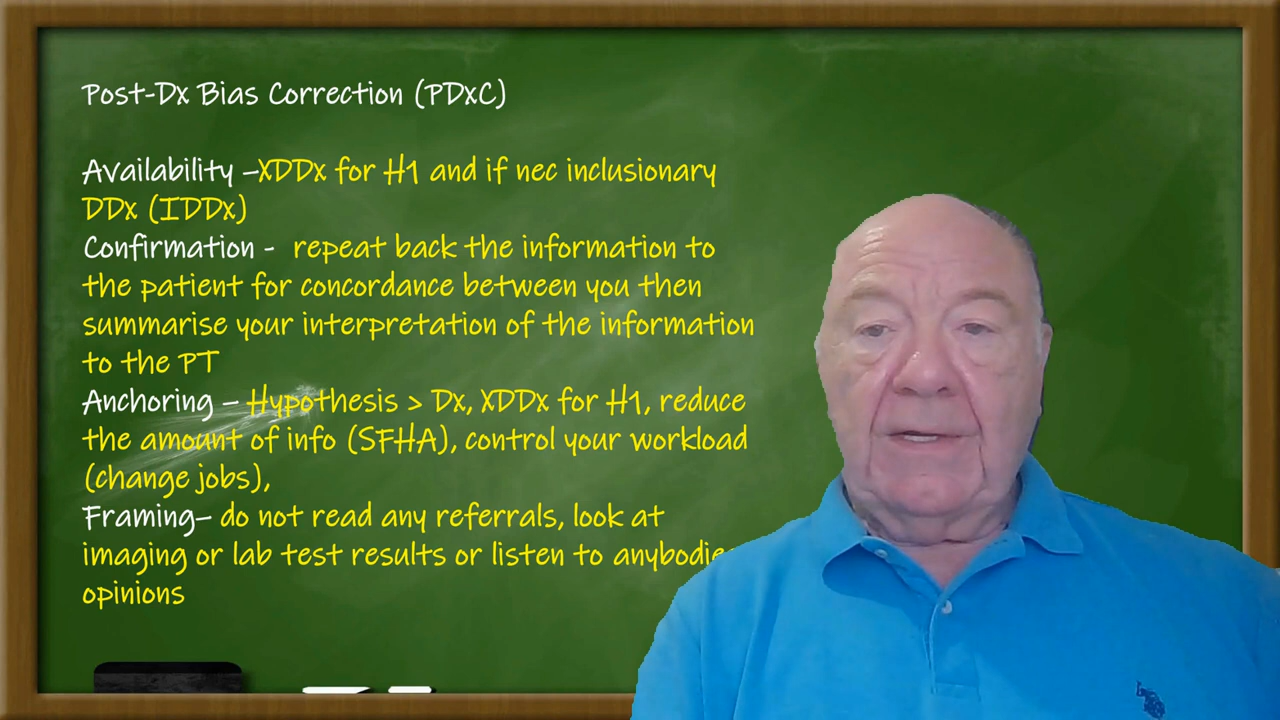 Post-Dx Bias Correction (PDxC)
Availability –XDDx for H1 and if nec inclusionary
DDx (IDDx)
Confirmation - repeat back the information to
the patient for concordance between you then
summarise your interpretation of the information
to the PT
Anchoring – Hypothesis > Dx, XDDx for H1, reduce
the amount of info (SFHA), control your workload
(change jobs),
Framing– do not read any referrals, look at
imaging or lab test results or listen to
opinions